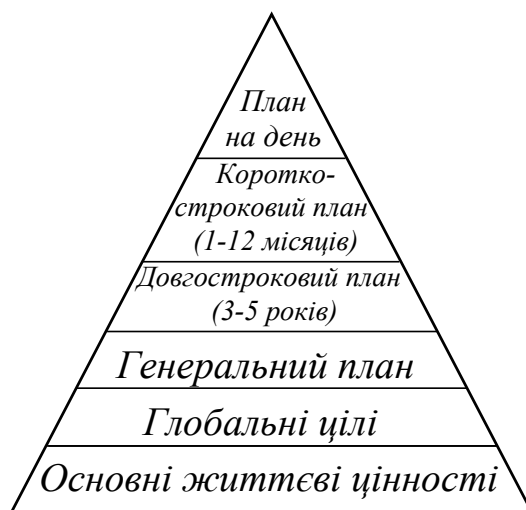 План
на день
Коротко-
строковий план
(1-12 місяців)
Довгостроковий план
(3-5 років)
Генеральний план
Глобальні цілі
Основні життєві цінності